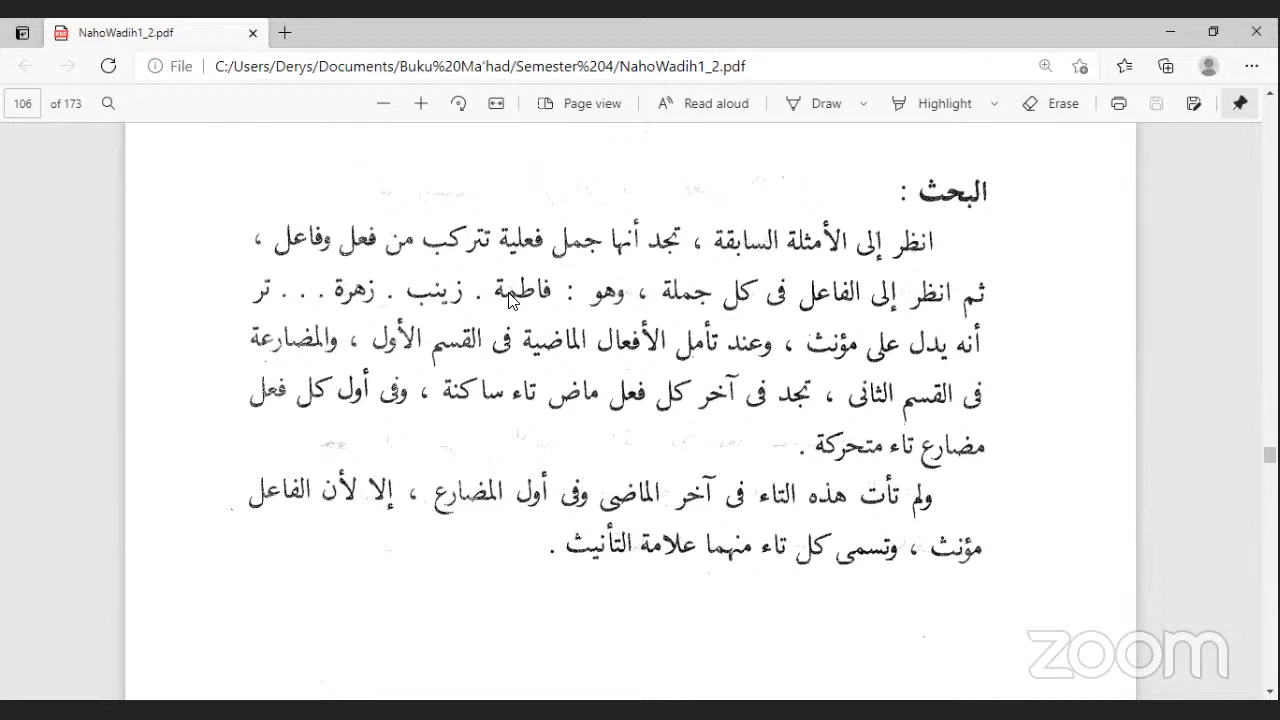 NahoWadih1_2.pdf
File C:/Users/Derys/Documents/Buku%20Ma'had/Semester%204/NahoWadih1_2.pdf
106 of 173 Page view Read aloud Draw Highlight Erase
البحث :
انظر إلى الأمثلة السابقة ، تجد أنها جمل فعلية تتركب من فعل وفاعل ،
ثم انظر إلى الفاعل فى كل جملة ، وهو : فاطمة . زينب . زهرة . . . تر
أنه يدل على مؤنث ، وعند تأمل الأفعال الماضية فى القسم الأول ، والمضارعة
فى القسم الثانى ، تجد فى آخر كل فعل ماض تاء ساكنة ، وفى أول كل فعل
مضارع تاء متحركة .
ولم تأت هذه التاء فى آخر الماضى وفى أول المضارع ، إلا لأن الفاعل
مؤنث ، وتسمى كل تاء منهما علامة التأنيث .
zoom